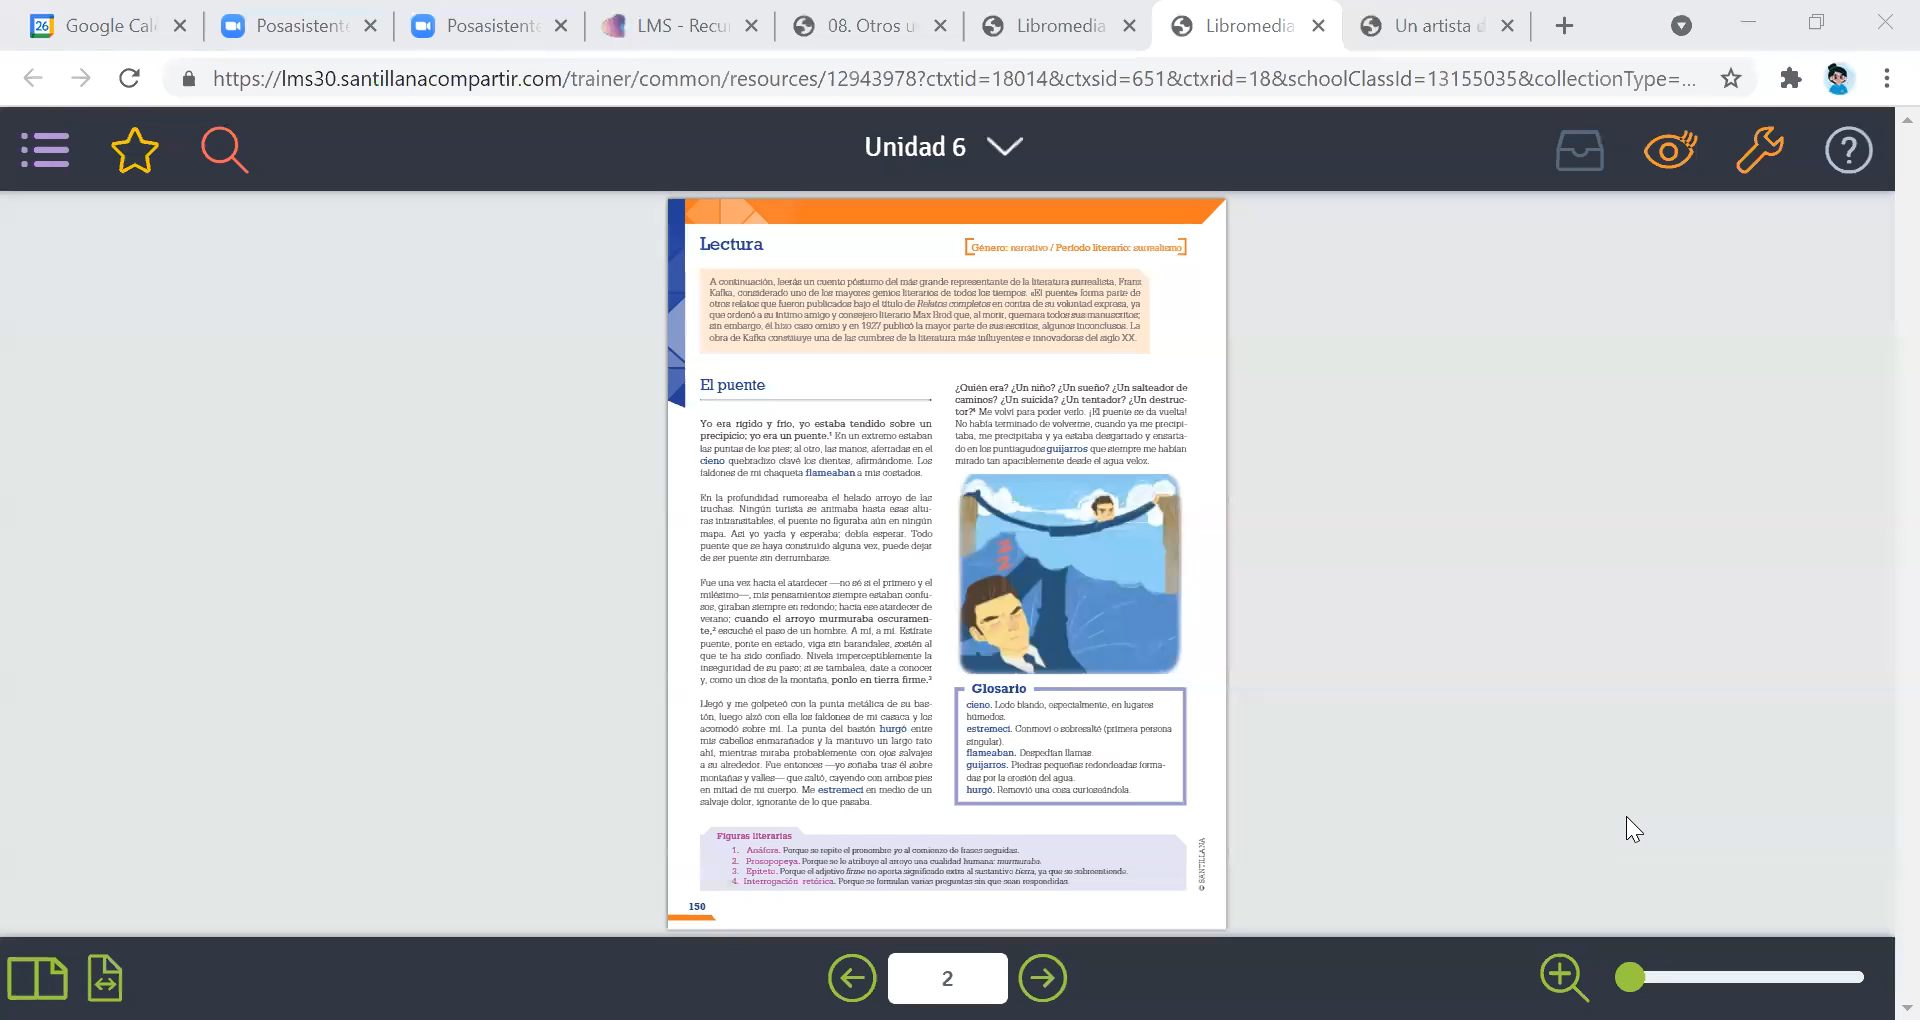 Google Cal
Posasistente
Posasistente
LMS - Recu
08. Otros u
Libromedia
Libromedia
Un artista d
https://lms30.santillanacompartir.com/trainer/common/resources/12943978?ctxtid=18014&ctxsid=651&ctxrid=18&schoolClassId=13155035&collectionType=...
Unidad 6
Lectura
Género: narrativo / Periodo literario: surrealismo
A continuación, leerás un cuento póstumo del más grande representante de la literatura surrealista, Franz
Kafka, considerado uno de los mayores genios literarios de todos los tiempos. «El puente» forma parte de
otros relatos que fueron publicados bajo el título de Relatos completos en contra de su voluntad expresa, ya
que ordenó a su íntimo amigo y consejero literario Max Brod que, al morir, quemara todos sus manuscritos;
sin embargo, él hizo caso omiso y en 1927 publicó la mayor parte de sus escritos, algunos inconclusos. La
obra de Kafka constituye una de las cumbres de la literatura más influyentes e innovadoras del siglo XX.
El puente
Yo era rígido y frío, yo estaba tendido sobre un
precipicio; yo era un puente.¹ En un extremo estaban
las puntas de los pies; al otro, las manos, aferradas en el
cieno quebradizo clavé los dientes, afirmándome. Los
faldones de mi chaqueta flameaban a mis costados.
En la profundidad rumoreaba el helado arroyo de las
truchas. Ningún turista se animaba hasta esas altu-
ras intransitables, el puente no figuraba aún en ningún
mapa. Así yo yacía y esperaba; debía esperar. Todo
puente que se haya construido alguna vez, puede dejar
de ser puente sin derrumbarse.
Fue una vez hacia el atardecer —no sé si el primero y el
milésimo—, mis pensamientos siempre estaban confu-
sos, giraban siempre en redondo; hacia ese atardecer de
verano; cuando el arroyo murmuraba oscuramen-
te,² escuché el paso de un hombre. A mí, a mí. Estírate
puente, ponte en estado, viga sin barandales, sostén al
que te ha sido confiado. Nivela imperceptiblemente la
inseguridad de su paso; si se tambalea, date a conocer
y, como un dios de la montaña, ponlo en tierra firme.³
Llegó y me golpeteó con la punta metálica de su bas-
tón, luego alzó con ella los faldones de mi casaca y los
acomodó sobre mí. La punta del bastón hurgó entre
mis cabellos enmarañados y la mantuvo un largo rato
ahí, mientras miraba probablemente con ojos salvajes
a su alrededor. Fue entonces —yo soñaba tras él sobre
montañas y valles— que saltó, cayendo con ambos pies
en mitad de mi cuerpo. Me estremecí en medio de un
salvaje dolor, ignorante de lo que pasaba.
¿Quién era? ¿Un niño? ¿Un sueño? ¿Un salteador de
caminos? ¿Un suicida? ¿Un tentador? ¿Un destruc-
tor?⁴ Me volví para poder verlo. ¡El puente se da vuelta!
No había terminado de volverme, cuando ya me precipi-
taba, me precipitaba y ya estaba desgarrado y ensarta-
do en los puntiagudos guijarros que siempre me habían
mirado tan apaciblemente desde el agua veloz.
z
z
Glosario
cieno. Lodo blando, especialmente, en lugares
húmedos.
estremecí. Conmoví o sobresalté (primera persona
singular).
flameaban. Despedían llamas.
guijarros. Piedras pequeñas redondeadas forma-
das por la erosión del agua.
hurgó. Removió una cosa curioseándola.
Figuras literarias
1. Anáfora. Porque se repite el pronombre yo al comienzo de frases seguidas.
2. Prosopopeya. Porque se le atribuye al arroyo una cualidad humana: murmuraba.
3. Epíteto. Porque el adjetivo firme no aporta significado extra al sustantivo tierra, ya que se sobreentiende.
4. Interrogación retórica. Porque se formulan varias preguntas sin que sean respondidas.
© SANTILLANA
150
2